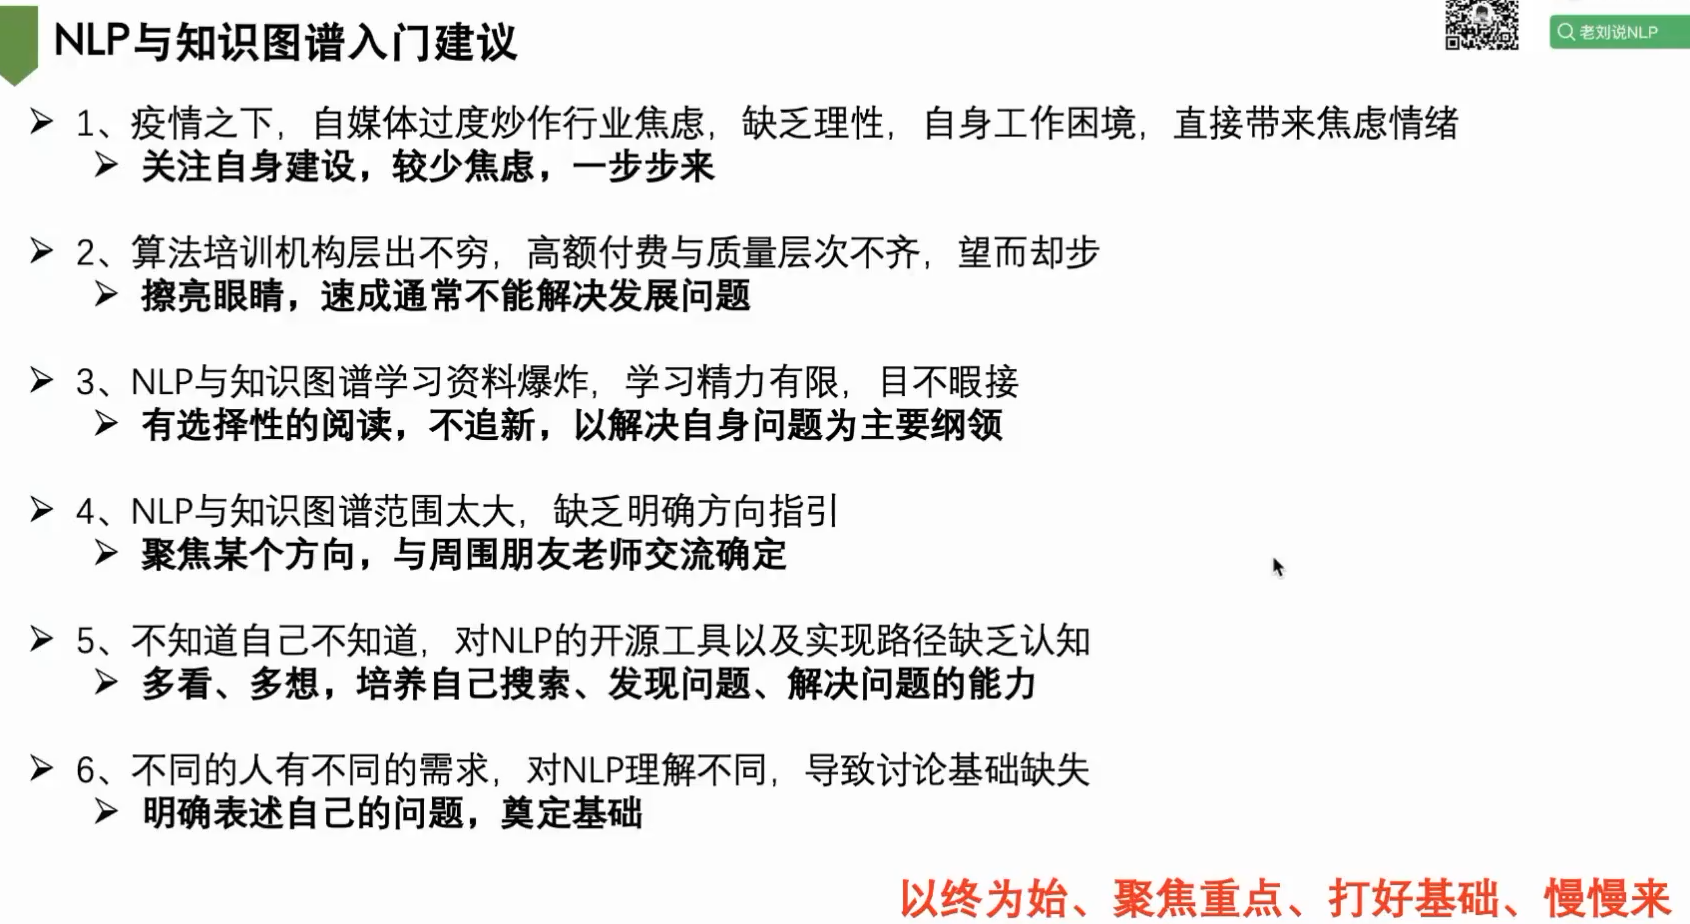 NLP与知识图谱入门建议
老刘说NLP
1、疫情之下，自媒体过度炒作行业焦虑，缺乏理性，自身工作困境，直接带来焦虑情绪
关注自身建设，较少焦虑，一步步来
2、算法培训机构层出不穷，高额付费与质量层次不齐，望而却步
擦亮眼睛，速成通常不能解决发展问题
3、NLP与知识图谱学习资料爆炸，学习精力有限，目不暇接
有选择性的阅读，不追新，以解决自身问题为主要纲领
4、NLP与知识图谱范围太大，缺乏明确方向指引
聚焦某个方向，与周围朋友老师交流确定
5、不知道自己不知道，对NLP的开源工具以及实现路径缺乏认知
多看、多想，培养自己搜索、发现问题、解决问题的能力
6、不同的人有不同的需求，对NLP理解不同，导致讨论基础缺失
明确表述自己的问题，奠定基础
以终为始、聚焦重点、打好基础、慢慢来